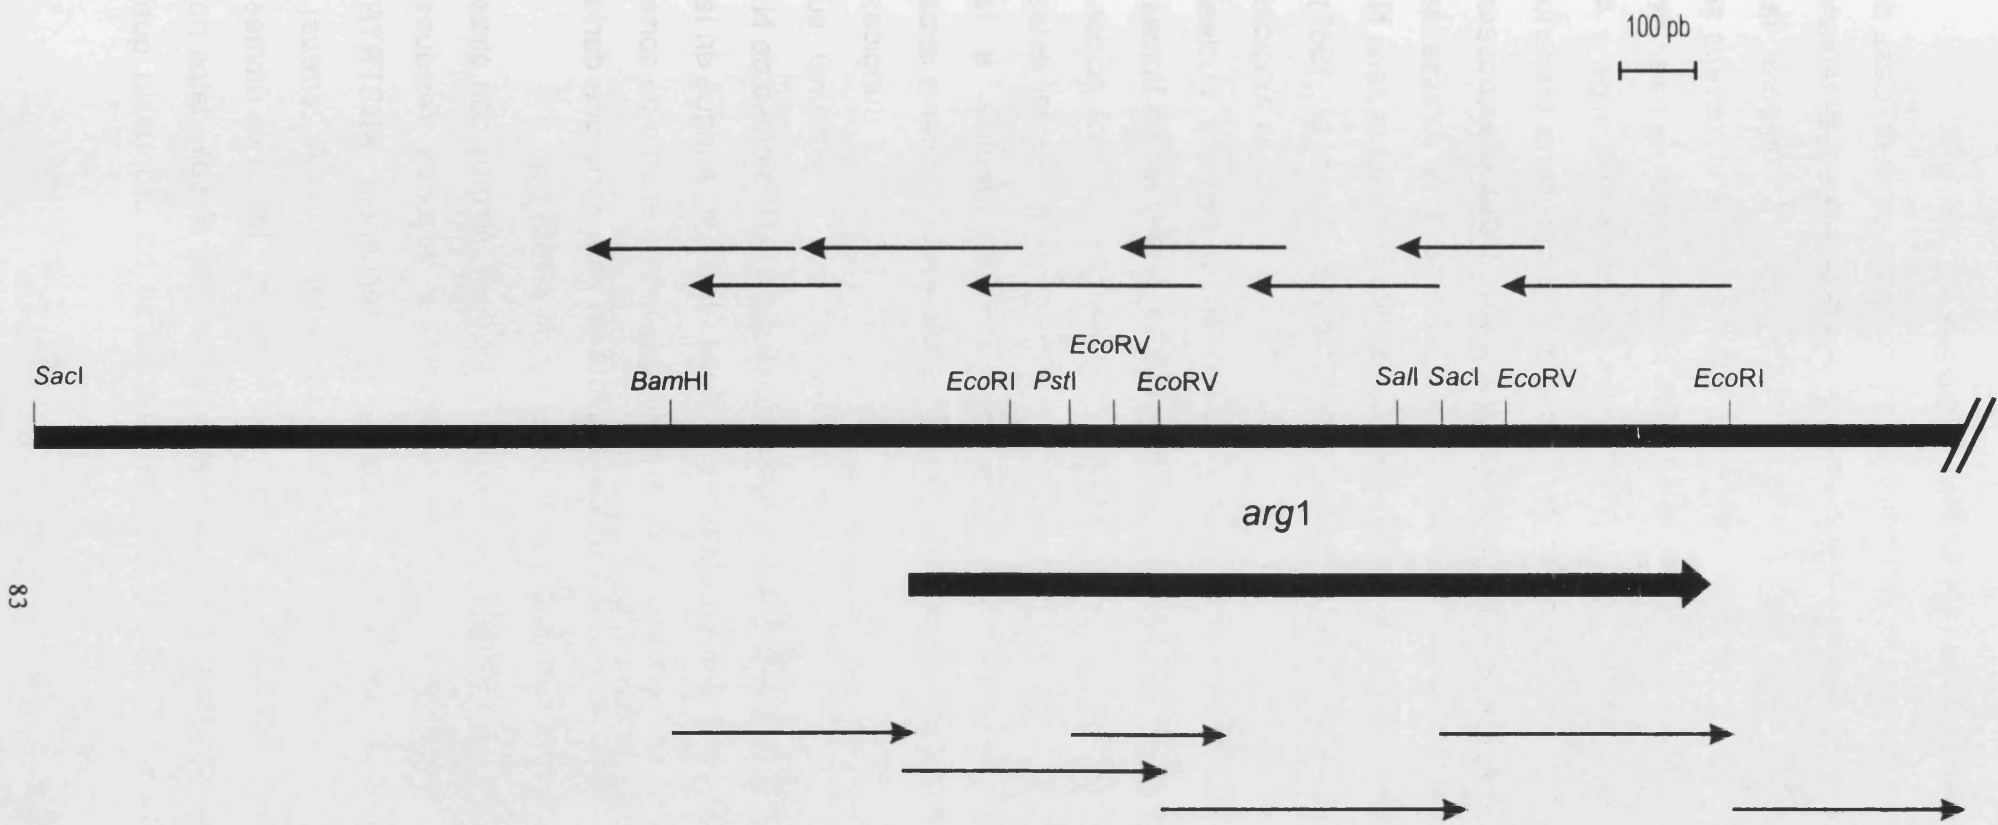 100 pb
EcoRV
SacI BamHI EcoRI PstI EcoRV SalI SacI EcoRV EcoRI
arg1
83